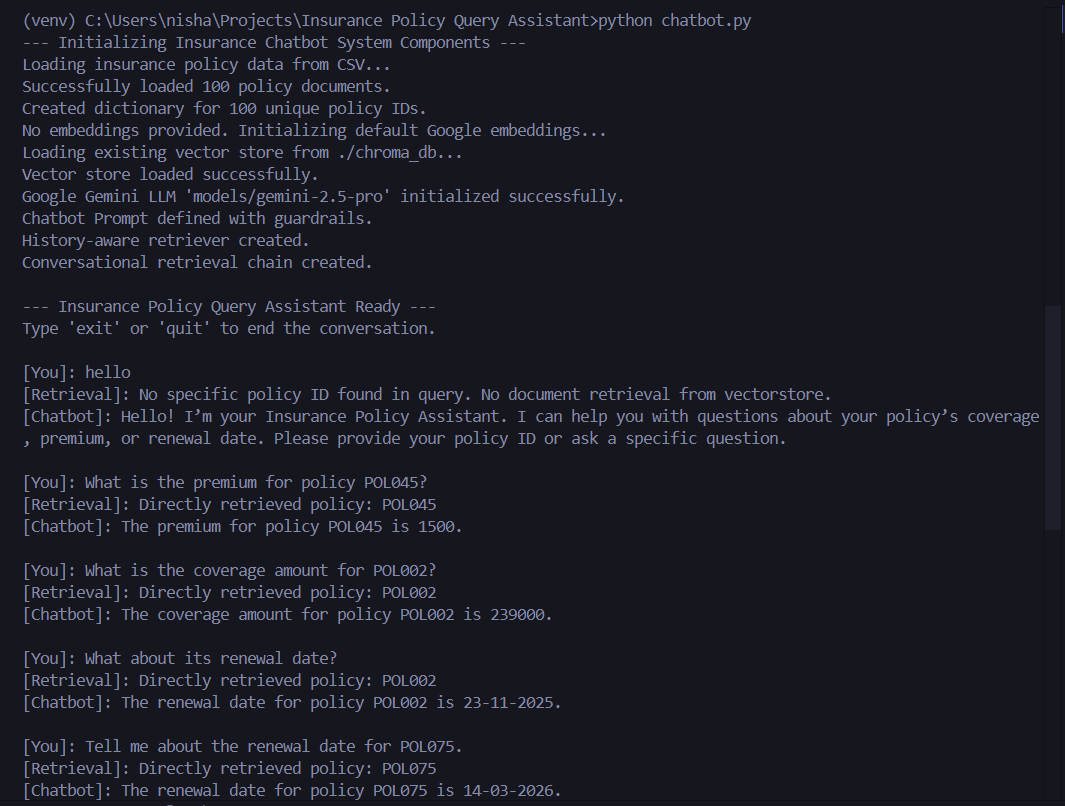 (venv) C:\Users\nisha\Projects\Insurance Policy Query Assistant>python chatbot.py
--- Initializing Insurance Chatbot System Components ---
Loading insurance policy data from CSV...
Successfully loaded 100 policy documents.
Created dictionary for 100 unique policy IDs.
No embeddings provided. Initializing default Google embeddings...
Loading existing vector store from ./chroma_db...
Vector store loaded successfully.
Google Gemini LLM 'models/gemini-2.5-pro' initialized successfully.
Chatbot Prompt defined with guardrails.
History-aware retriever created.
Conversational retrieval chain created.
--- Insurance Policy Query Assistant Ready ---
Type 'exit' or 'quit' to end the conversation.
[You]: hello
[Retrieval]: No specific policy ID found in query. No document retrieval from vectorstore.
[Chatbot]: Hello! I’m your Insurance Policy Assistant. I can help you with questions about your policy’s coverage
, premium, or renewal date. Please provide your policy ID or ask a specific question.
[You]: What is the premium for policy POL045?
[Retrieval]: Directly retrieved policy: POL045
[Chatbot]: The premium for policy POL045 is 1500.
[You]: What is the coverage amount for POL002?
[Retrieval]: Directly retrieved policy: POL002
[Chatbot]: The coverage amount for policy POL002 is 239000.
[You]: What about its renewal date?
[Retrieval]: Directly retrieved policy: POL002
[Chatbot]: The renewal date for policy POL002 is 23-11-2025.
[You]: Tell me about the renewal date for POL075.
[Retrieval]: Directly retrieved policy: POL075
[Chatbot]: The renewal date for policy POL075 is 14-03-2026.